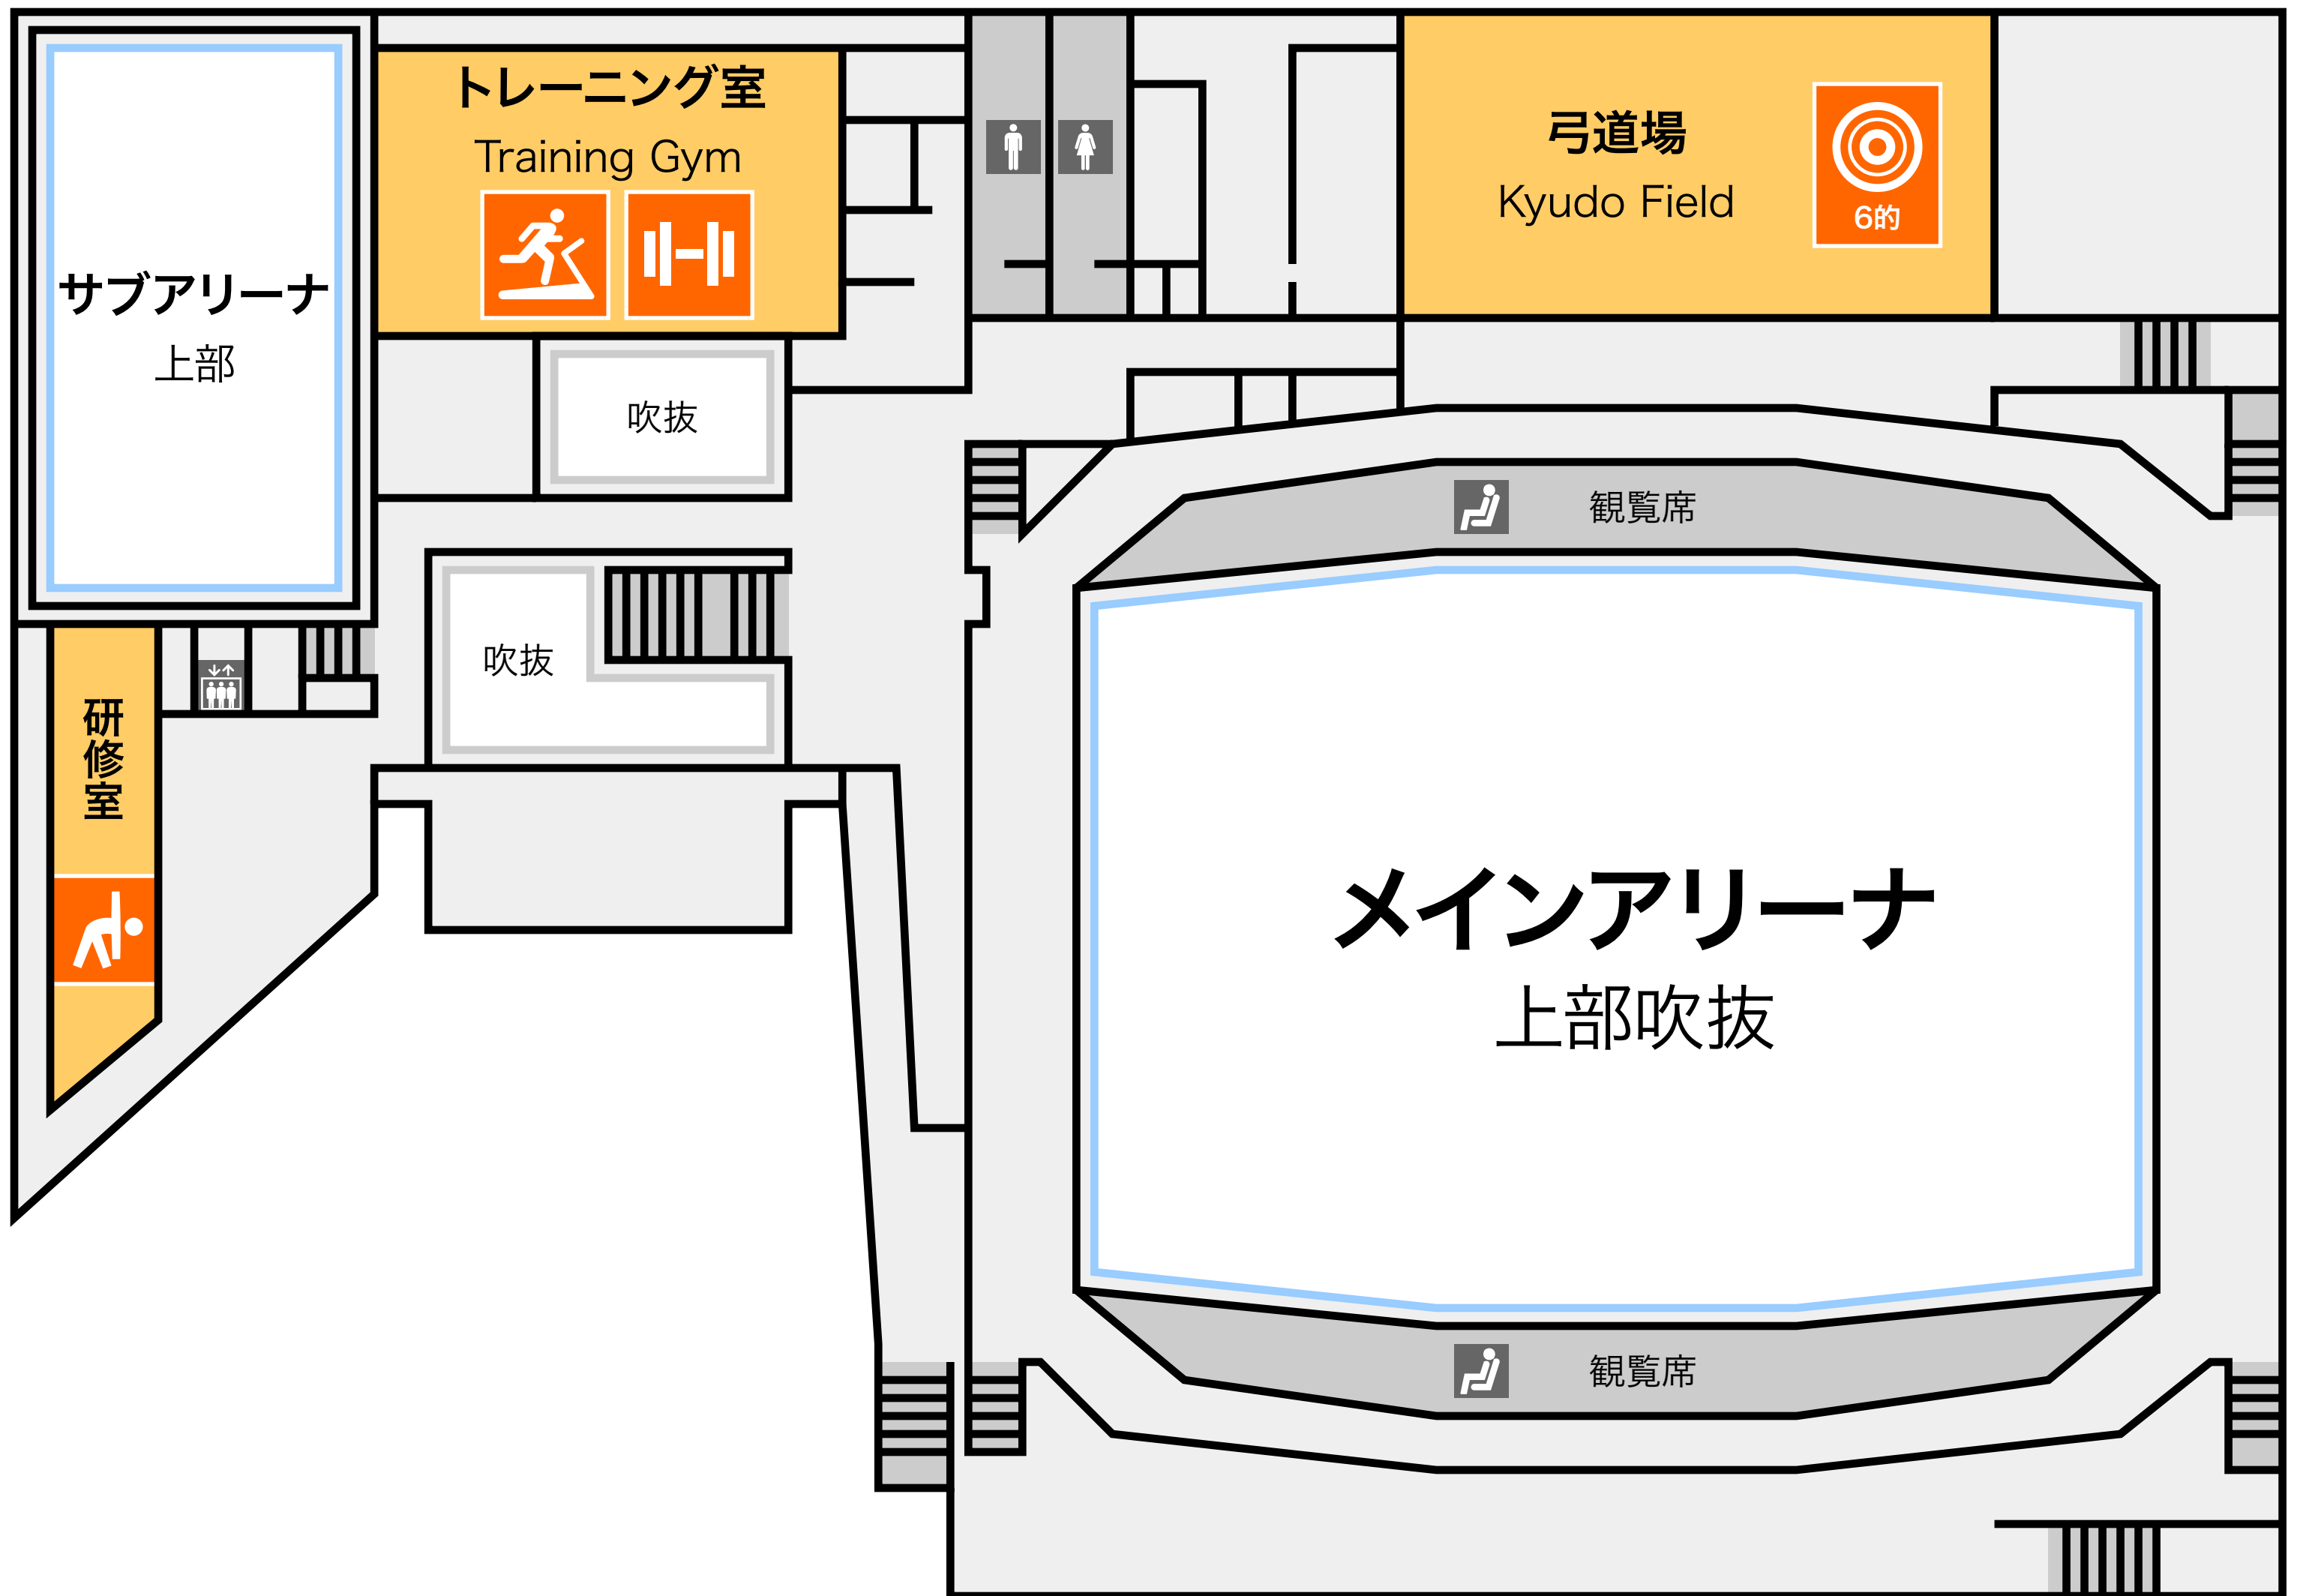 トレーニング室
Training Gym
弓道場
Kyudo Field
6的
サブアリーナ
上部
吹抜
観覧席
吹抜
研修室
メインアリーナ
上部吹抜
観覧席